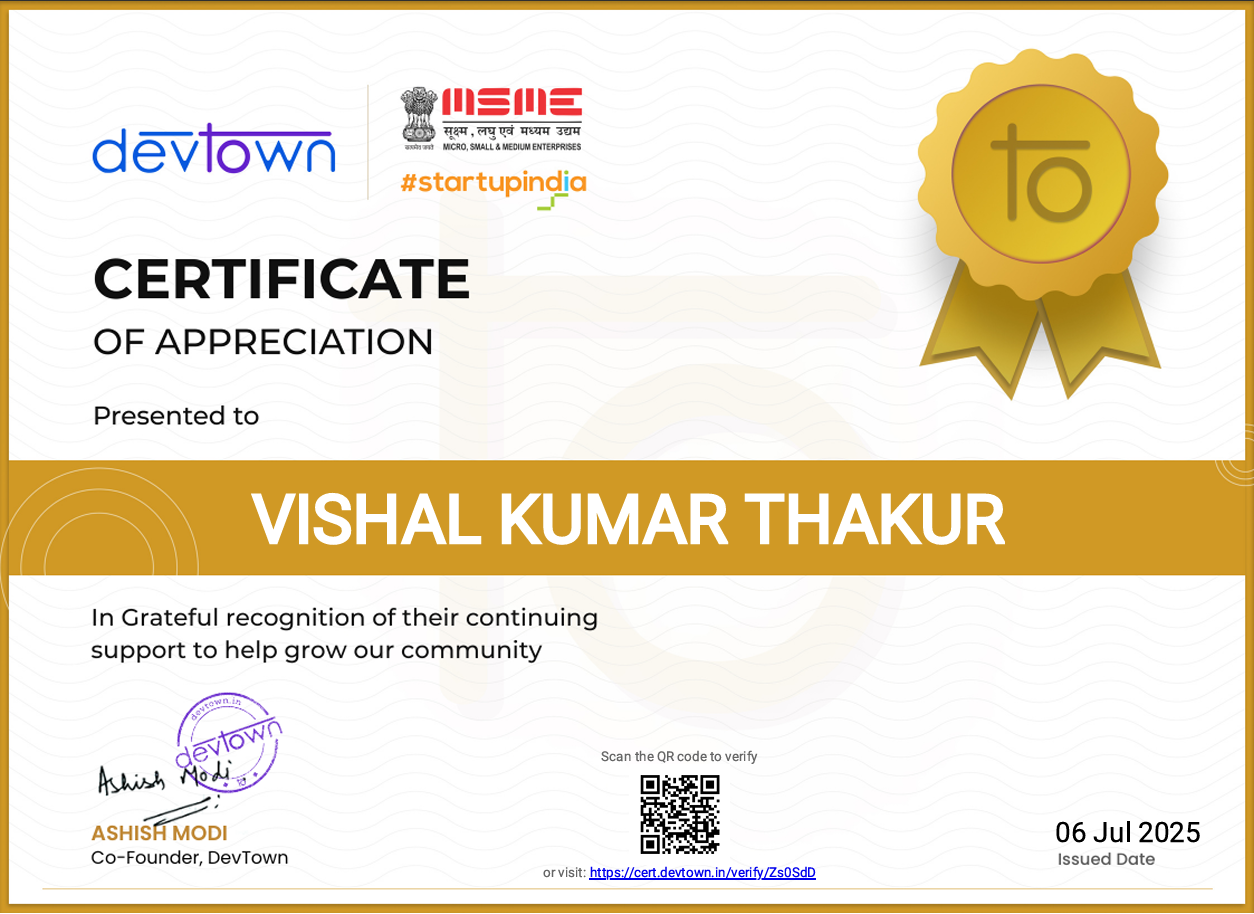 devtown
MSME
सूक्ष्म, लघु एवं मध्यम उद्यम
सत्यमेव जयते
MICRO, SMALL & MEDIUM ENTERPRISES
#startupindia
to
CERTIFICATE
OF APPRECIATION
Presented to
VISHAL KUMAR THAKUR
In Grateful recognition of their continuing
support to help grow our community
devtown.in
devtown
Ashish Modi
ASHISH MODI
Co-Founder, DevTown
Scan the QR code to verify
or visit: https://cert.devtown.in/verify/Zs0SdD
06 Jul 2025
Issued Date